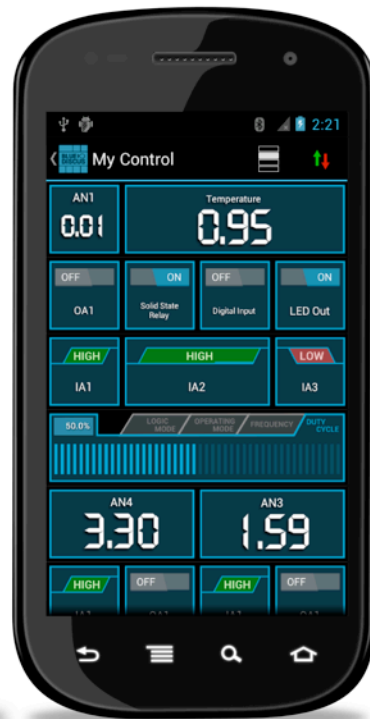 2:21
My Control
AN1
0.01
Temperature
0.95
OFF
OA1
ON
Solid State
Relay
OFF
Digital Input
ON
LED Out
HIGH
IA1
HIGH
IA2
LOW
IA3
50.0%
LOGIC
MODE
OPERATING
MODE
FREQUENCY
DUTY
CYCLE
AN4
3.30
AN3
1.59
HIGH
OFF
HIGH
OFF